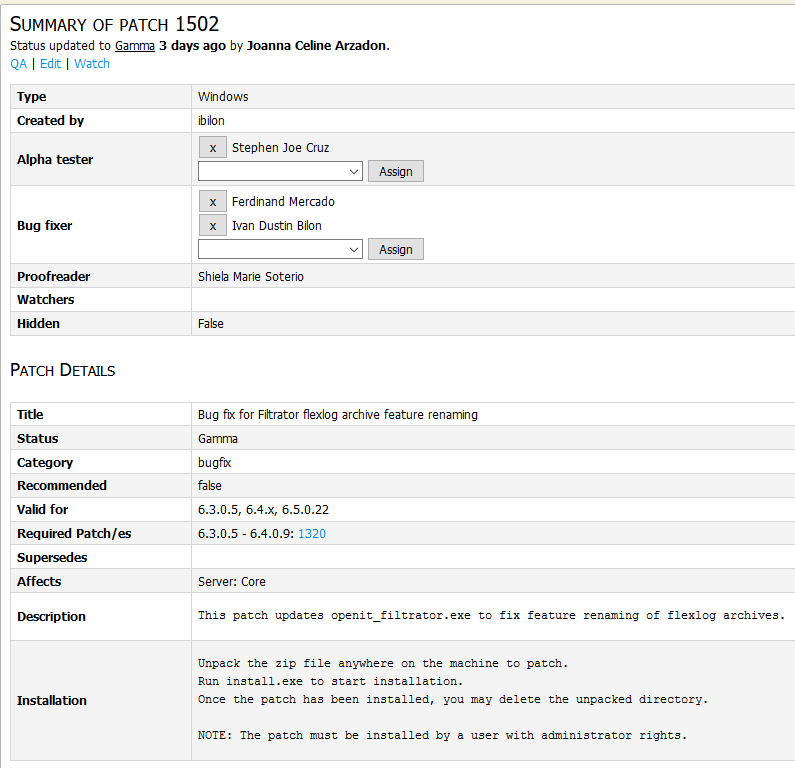 Summary of patch 1502
Status updated to Gamma 3 days ago by Joanna Celine Arzadon.
QA | Edit | Watch
Type Windows
Created by ibilon
Alpha tester
x Stephen Joe Cruz
Assign
Bug fixer
x Ferdinand Mercado
x Ivan Dustin Bilon
Assign
Proofreader Shiela Marie Soterio
Watchers
Hidden False
Patch Details
Title Bug fix for Filtrator flexlog archive feature renaming
Status Gamma
Category bugfix
Recommended false
Valid for 6.3.0.5, 6.4.x, 6.5.0.22
Required Patch/es 6.3.0.5 - 6.4.0.9: 1320
Supersedes
Affects Server: Core
Description This patch updates openit_filtrator.exe to fix feature renaming of flexlog archives.
Installation
Unpack the zip file anywhere on the machine to patch.
Run install.exe to start installation.
Once the patch has been installed, you may delete the unpacked directory.
NOTE: The patch must be installed by a user with administrator rights.